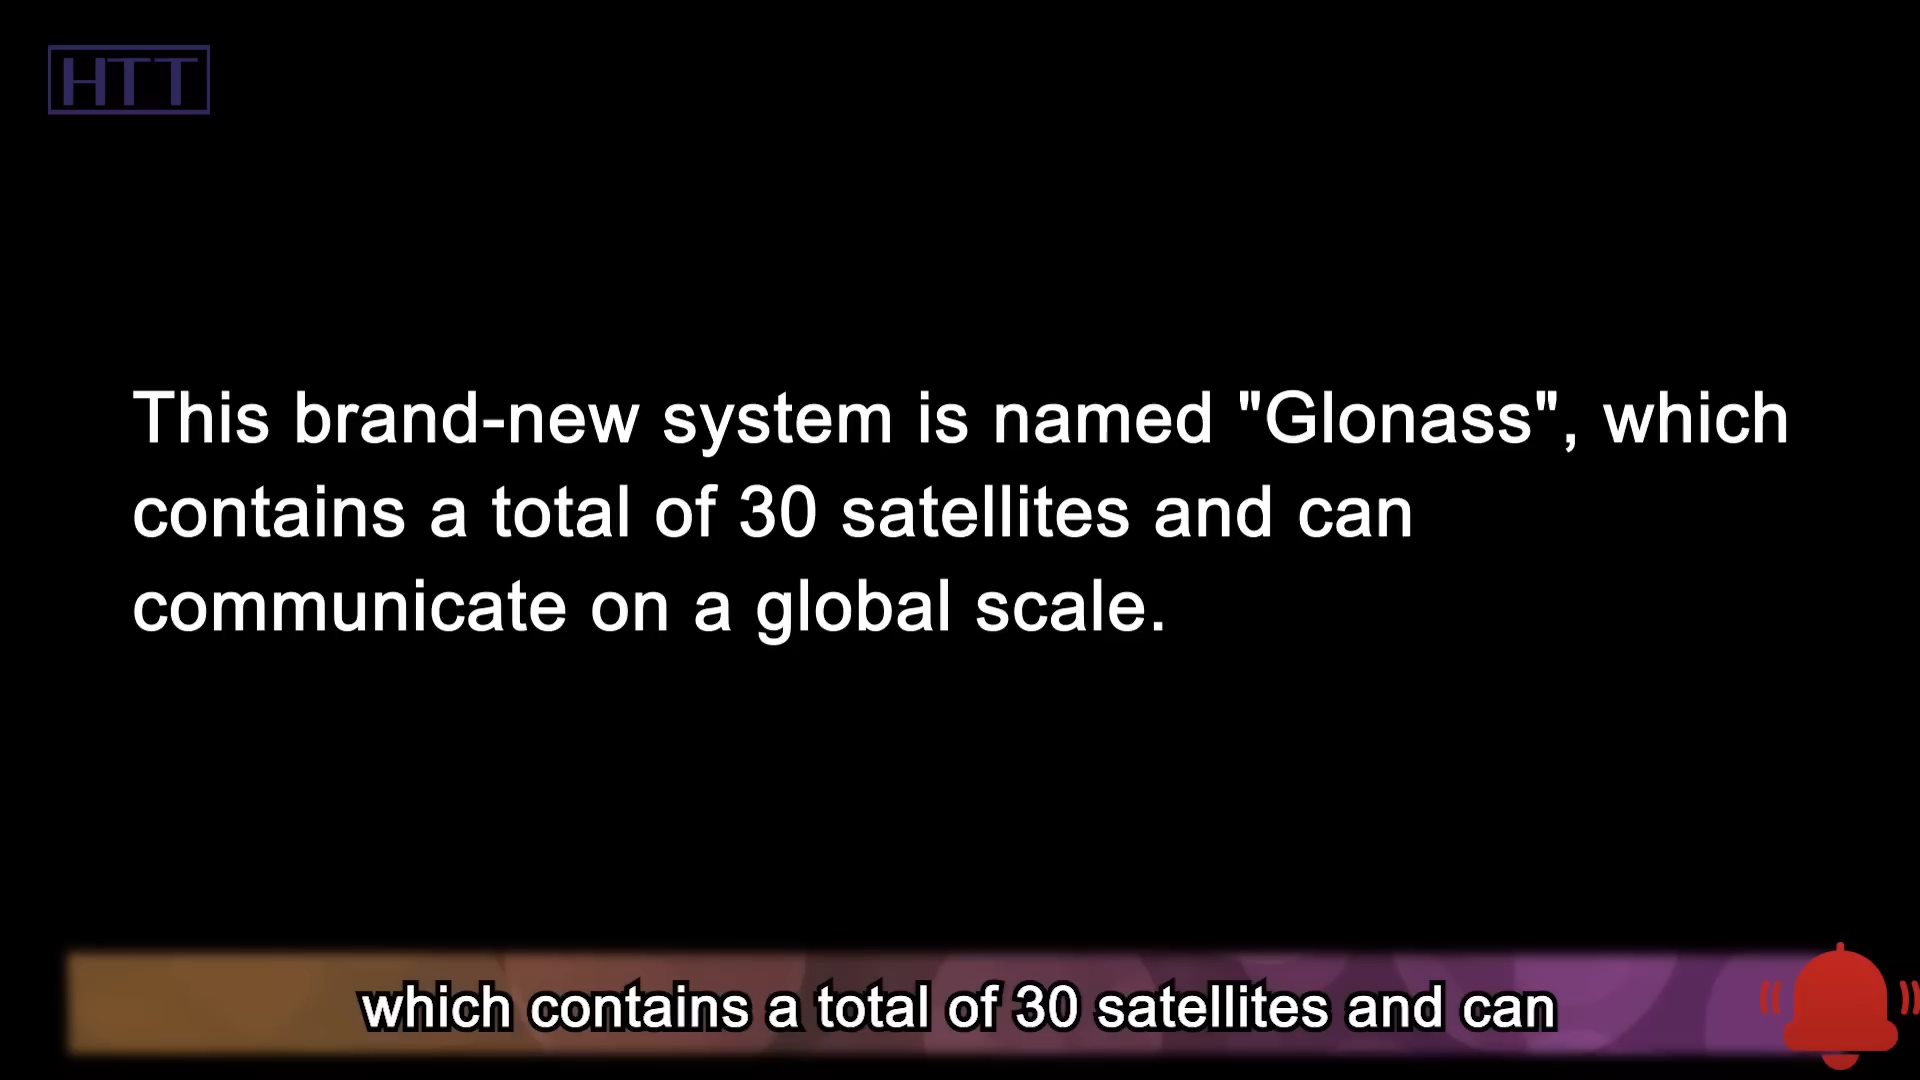 HTT
This brand-new system is named "Glonass", which
contains a total of 30 satellites and can
communicate on a global scale.
which contains a total of 30 satellites and can